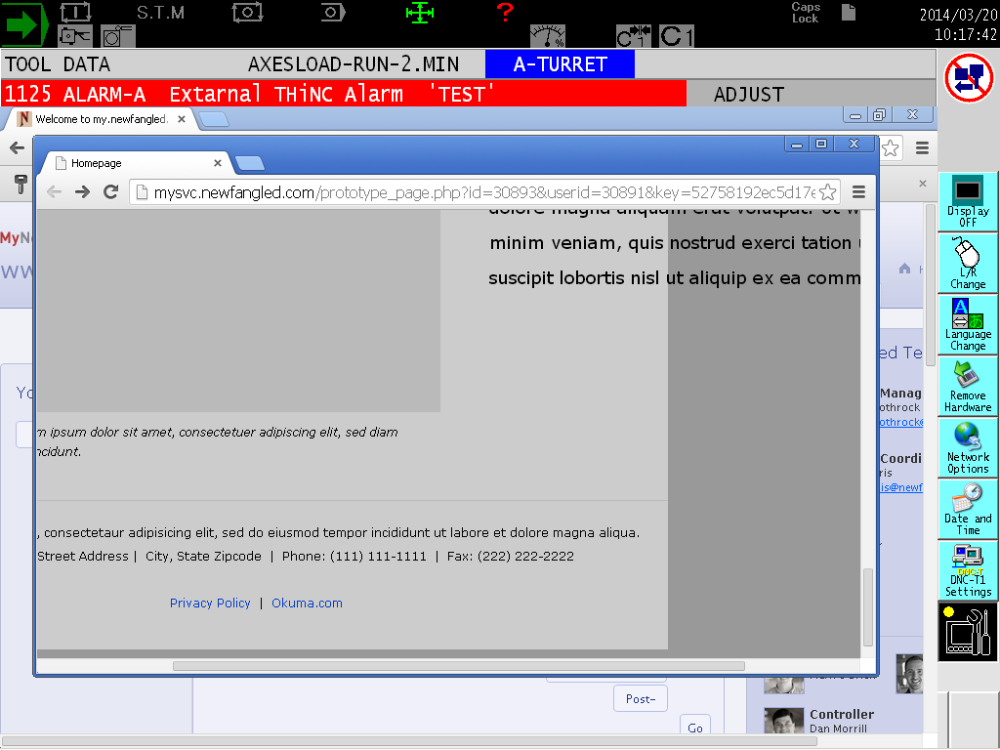 S.T.M
?
Caps
Lock
2014/03/20
10:17:42
%
C 1
C 1
TOOL DATA
AXESLOAD-RUN-2.MIN
A-TURRET
1125 ALARM-A Extarnal THiNC Alarm 'TEST'
ADJUST
Welcome to my.newfangled.
Homepage
mysvc.newfangled.com/prototype_page.php?id=30893&userid=30891&key=52758192ec5d17e
dolore magna aliquam erat volutpat. Ut w
minim veniam, quis nostrud exerci tation u
suscipit lobortis nisl ut aliquip ex ea comm
m ipsum dolor sit amet, consectetuer adipiscing elit, sed diam
ncidunt.
, consectetaur adipisicing elit, sed do eiusmod tempor incididunt ut labore et dolore magna aliqua.
Street Address | City, State Zipcode | Phone: (111) 111-1111 | Fax: (222) 222-2222
Privacy Policy | Okuma.com
MyN
ww
Yo
H
ed Te
Manag
othrock
othrock@
Coordi
ris
is@newf
Post-
Go
Controller
Dan Morrill
Display
OFF
L/R
Change
A
あ
Language
Change
Remove
Hardware
Network
Options
Date and
Time
DNC-T
DNC-T1
Settings